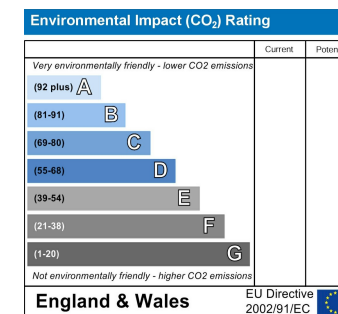 Environmental Impact (CO₂) Rating
Current Poten
Very environmentally friendly - lower CO2 emissions
(92 plus) A
(81-91) B
(69-80) C
(55-68) D
(39-54) E
(21-38) F
(1-20) G
Not environmentally friendly - higher CO2 emissions
England & Wales
EU Directive
2002/91/EC